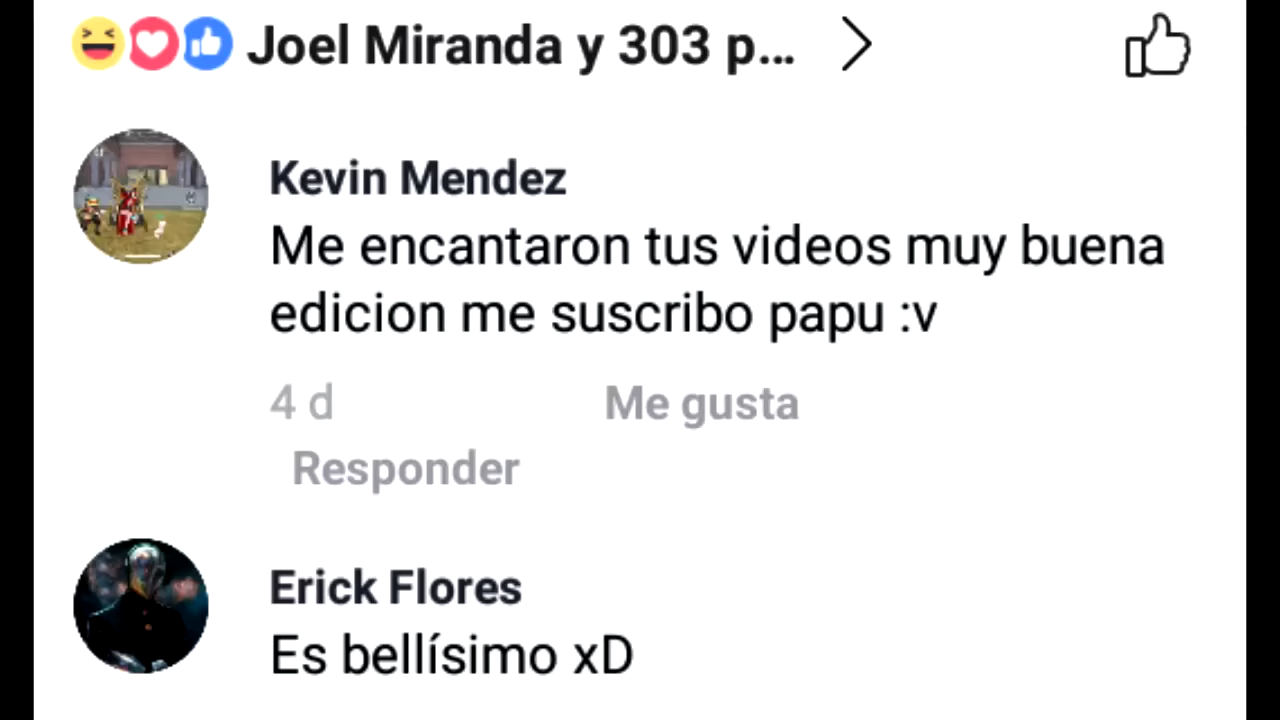 Joel Miranda y 303 p...
Kevin Mendez
Me encantaron tus videos muy buena
edicion me suscribo papu :v
4 d Me gusta
Responder
Erick Flores
Es bellísimo xD